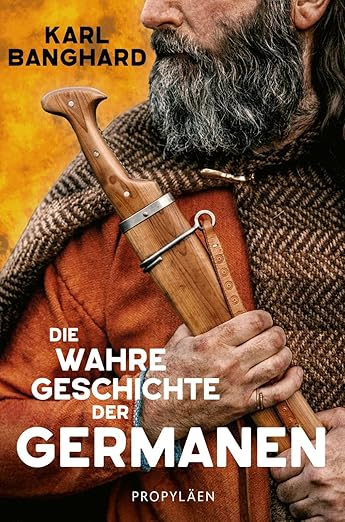 KARL
BANGHARD
DIE
WAHRE
GESCHICHTE
DER
GERMANEN
PROPYLÄEN